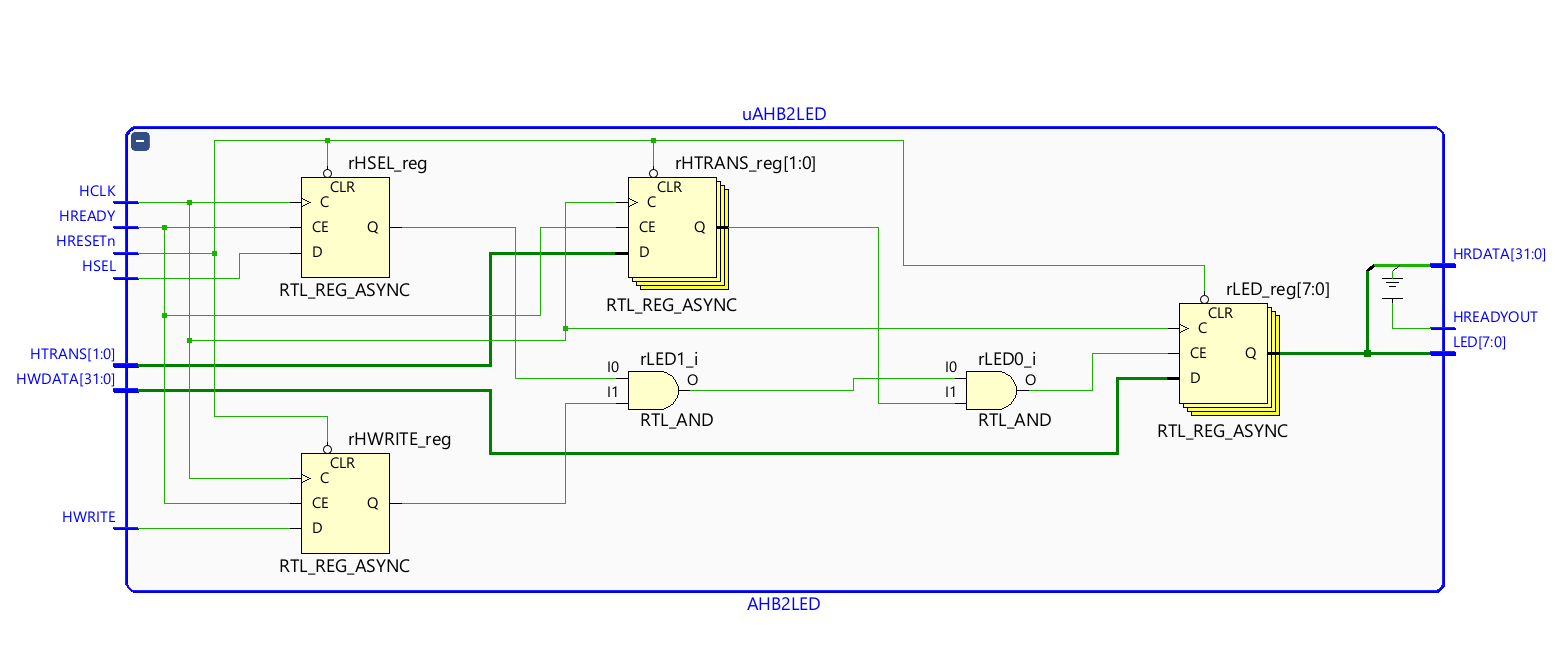 uAHB2LED
rHSEL_reg
rHTRANS_reg[1:0]
CLR
CLR
HCLK
C
C
HREADY
CE
Q
CE
Q
HRESETn
D
D
HSEL
HRDATA[31:0]
RTL_REG_ASYNC
rLED_reg[7:0]
RTL_REG_ASYNC
CLR
HREADYOUT
C
HTRANS[1:0]
rLED1_i
rLED0_i
CE
Q
LED[7:0]
I0
O
I0
O
HWDATA[31:0]
D
I1
I1
RTL_AND
RTL_AND
RTL_REG_ASYNC
rHWRITE_reg
CLR
C
CE
Q
HWRITE
D
RTL_REG_ASYNC
AHB2LED